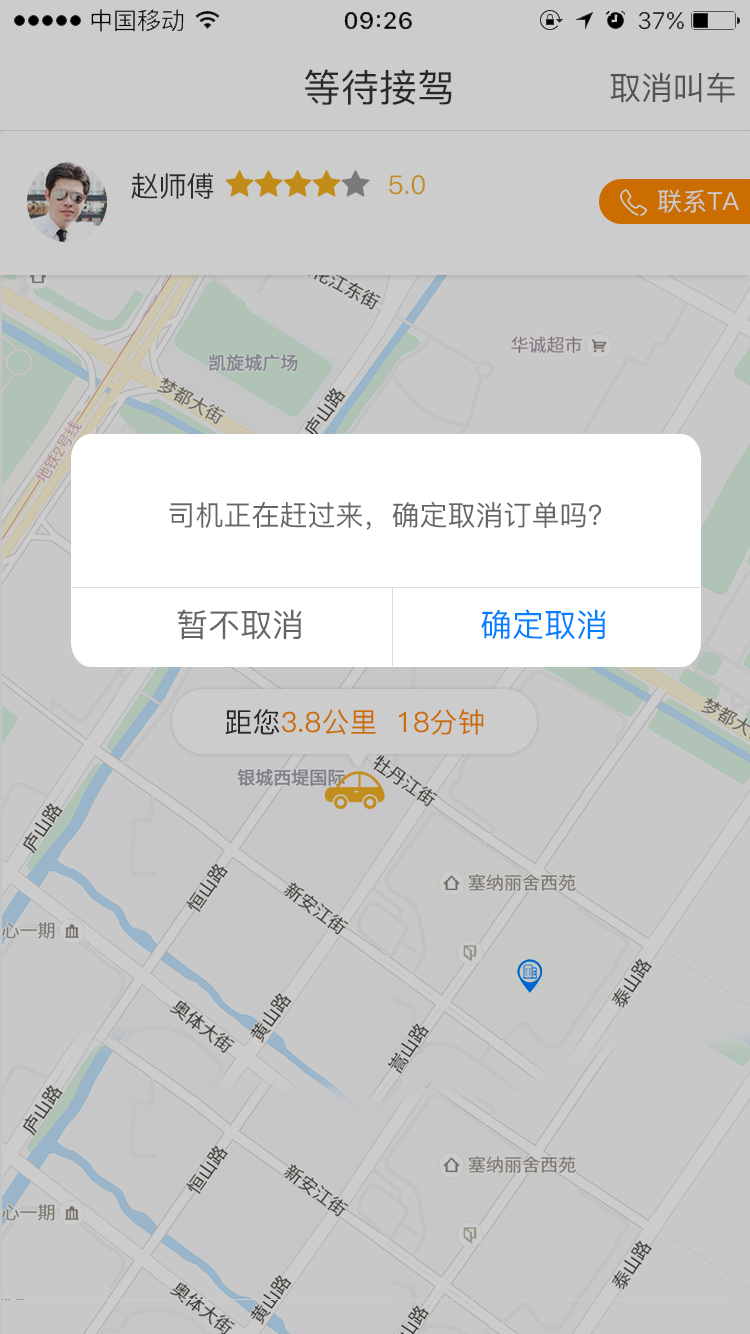 中国移动 09:26 37%
等待接驾 取消叫车
赵师傅 5.0 联系TA
花江东街
华诚超市
凯旋城广场
梦都大街
庐山路
地铁2号线
司机正在赶过来，确定取消订单吗？
暂不取消 确定取消
梦都大
距您3.8公里 18分钟
银城西堤国际
牡丹江街
庐山路
恒山路
塞纳丽舍西苑
新安江街
心一期
泰山路
奥体大街
黄山路
嵩山路
庐山路
恒山路
塞纳丽舍西苑
新安江街
心一期
泰山路
奥体大街
黄山路
山路